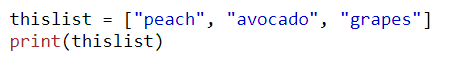 thislist = ["peach", "avocado", "grapes"]
print(thislist)